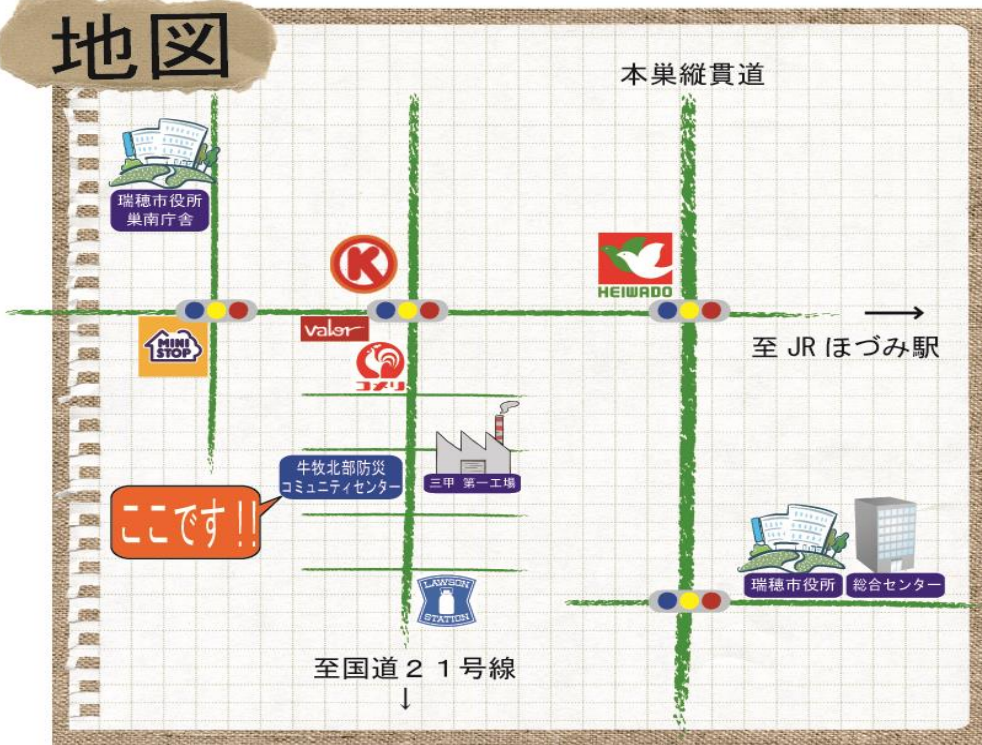 地図
本巣縦貫道
瑞穂市役所
巣南庁舎
K
HEIWADO
MINI
STOP
Valor
コメリ
至 JR ほづみ駅
→
牛牧北部防災
コミュニティセンター
三甲 第一工場
ここです!!
瑞穂市役所
総合センター
LAWSON
STATION
至国道21号線
↓